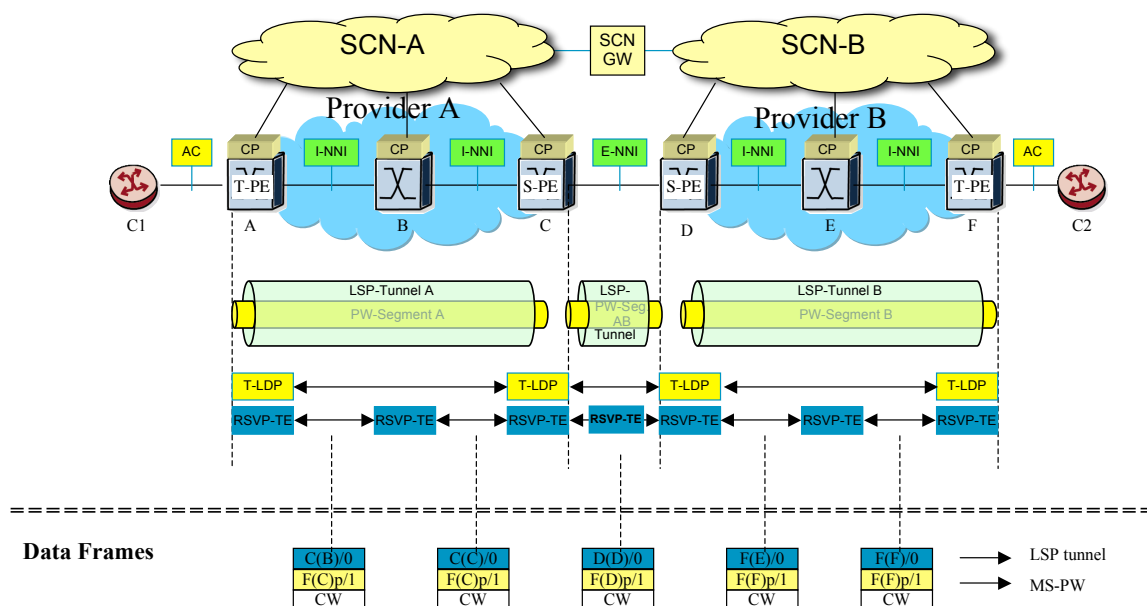 SCN-A
SCN
GW
SCN-B
Provider A
Provider B
AC
CP
I-NNI
CP
I-NNI
CP
E-NNI
CP
I-NNI
CP
I-NNI
CP
AC
T-PE
S-PE
S-PE
T-PE
C1
A
B
C
D
E
F
C2
LSP-Tunnel A
PW-Segment A
LSP-
PW-Seg.
AB
Tunnel
LSP-Tunnel B
PW-Segment B
T-LDP
T-LDP
T-LDP
T-LDP
RSVP-TE
RSVP-TE
RSVP-TE
RSVP-TE
RSVP-TE
RSVP-TE
RSVP-TE
Data Frames
C(B)/0
C(C)/0
D(D)/0
F(E)/0
F(F)/0
LSP tunnel
F(C)p/1
F(C)p/1
F(D)p/1
F(F)p/1
F(F)p/1
MS-PW
CW
CW
CW
CW
CW